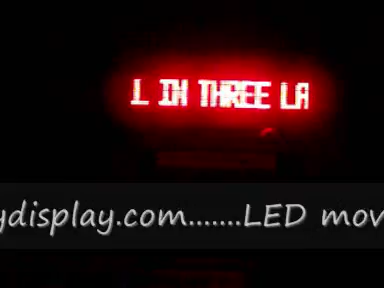 L IN THREE LA
ydisplay.com.......LED mov